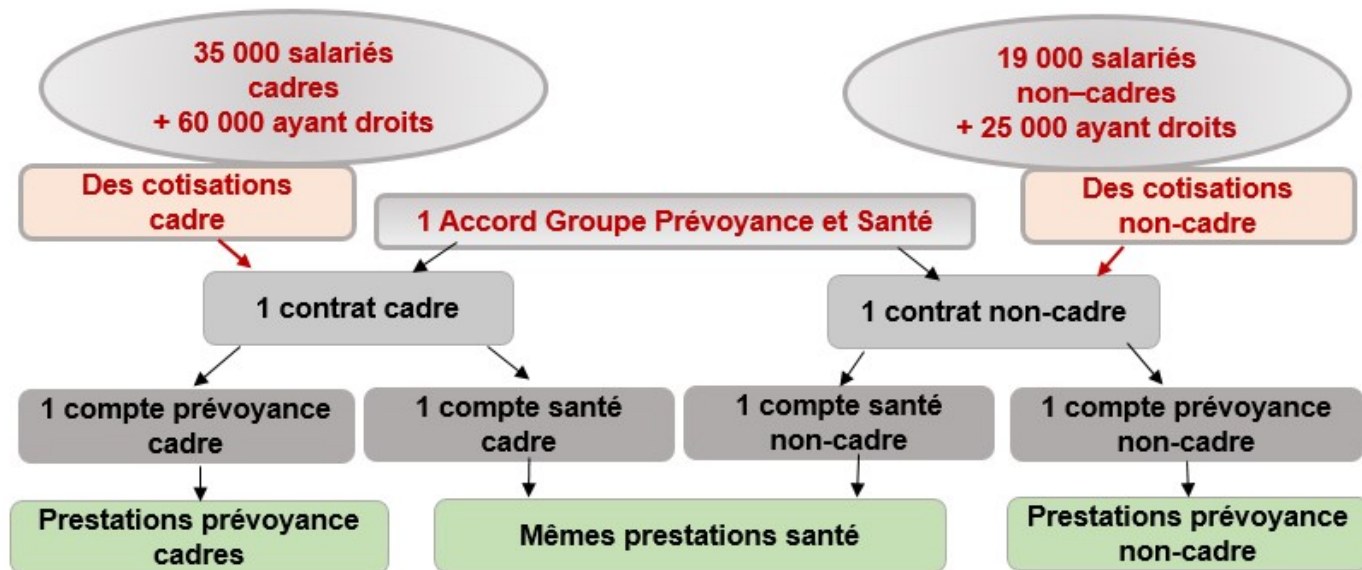 35 000 salariés
cadres
+ 60 000 ayant droits
19 000 salariés
non–cadres
+ 25 000 ayant droits
Des cotisations
cadre
1 Accord Groupe Prévoyance et Santé
Des cotisations
non-cadre
1 contrat cadre
1 contrat non-cadre
1 compte prévoyance
cadre
1 compte santé
cadre
1 compte santé
non-cadre
1 compte prévoyance
non-cadre
Prestations prévoyance
cadres
Mêmes prestations santé
Prestations prévoyance
non-cadre